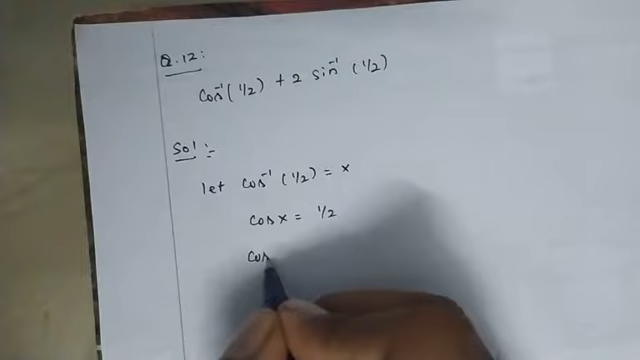 Q.12:
cos⁻¹(1/2) + 2 sin⁻¹(1/2)
Sol:-
let cos⁻¹(1/2) = x
cosx = 1/2
cos